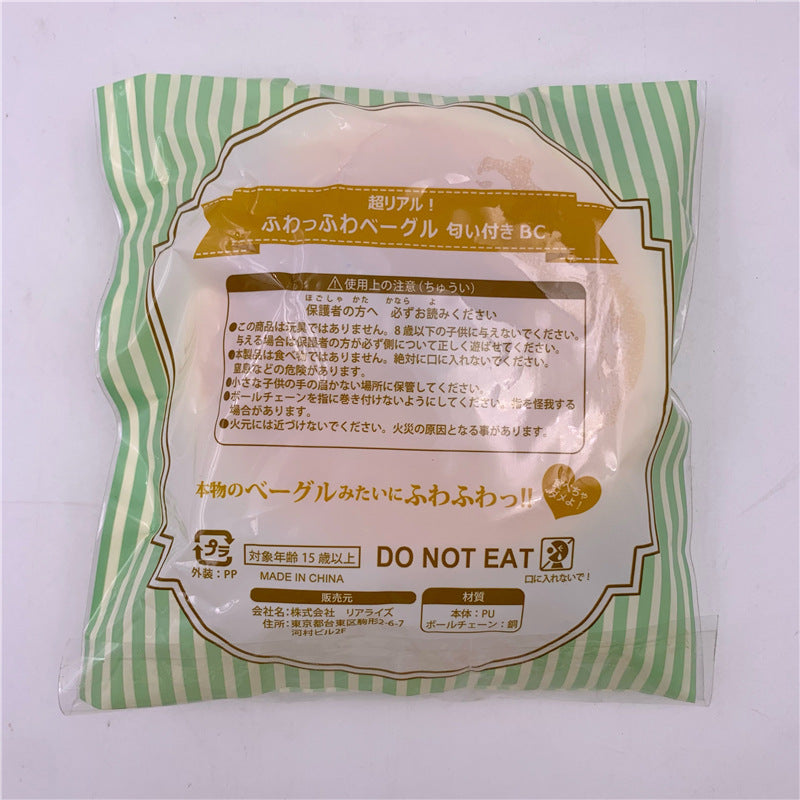 超リアル！
ふわっふわベーグル 匂い付き BC
⚠使用上の注意(ちゅうい)
ほごしゃ かた かなら よ
保護者の方へ 必ずお読みください
●この商品は玩具ではありません。8歳以下の子供に与えないでください。
与える場合は保護者の方が必ず側について正しく遊ばせてください。
●本製品は食べ物ではありません。絶対に口に入れないでください。
窒息などの危険があります。
●小さな子供の手の届かない場所に保管してください。
●ボールチェーンを指に巻き付けないようにしてください。指を怪我する
場合があります。
●火元には近づけないでください。火災の原因となる事があります。
本物のベーグルみたいにふわふわっ!!
食べちゃ
ダメよ！
プラ
外装：PP
対象年齢15歳以上
MADE IN CHINA
DO NOT EAT
口に入れないで！
販売元
会社名：株式会社 リアライズ
住所：東京都台東区駒形2-6-7
河村ビル2F
材質
本体：PU
ボールチェーン：銅